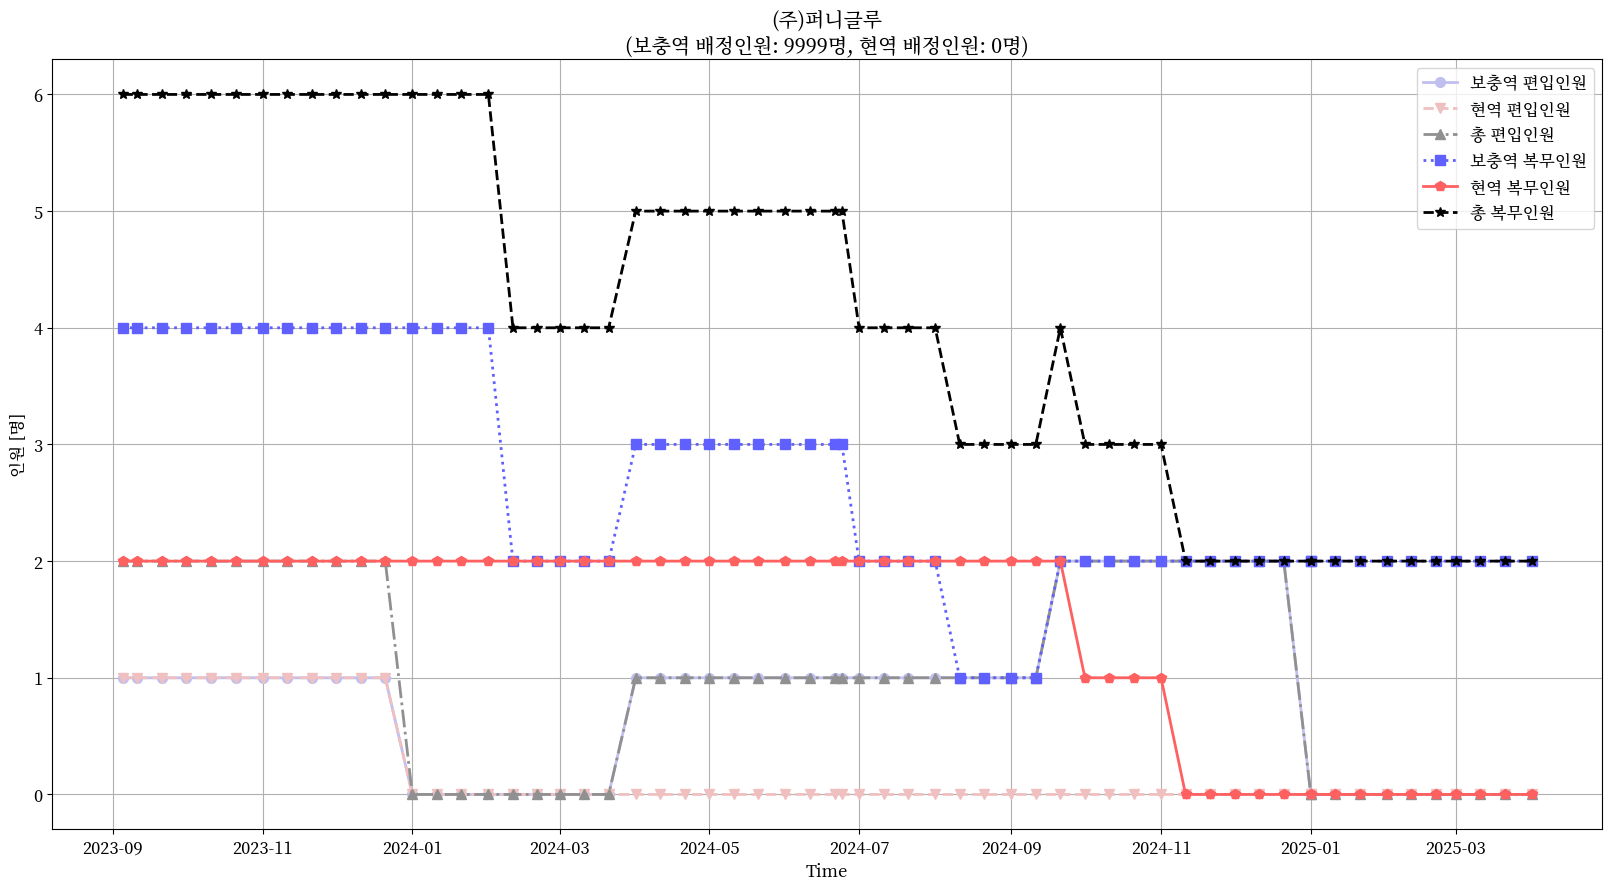 (주)퍼니글루
(보충역 배정인원: 9999명, 현역 배정인원: 0명)
보충역 편입인원
현역 편입인원
총 편입인원
보충역 복무인원
현역 복무인원
총 복무인원
인원 [명]
6
5
4
3
2
1
0
2023-09 2023-11 2024-01 2024-03 2024-05 2024-07 2024-09 2024-11 2025-01 2025-03
Time